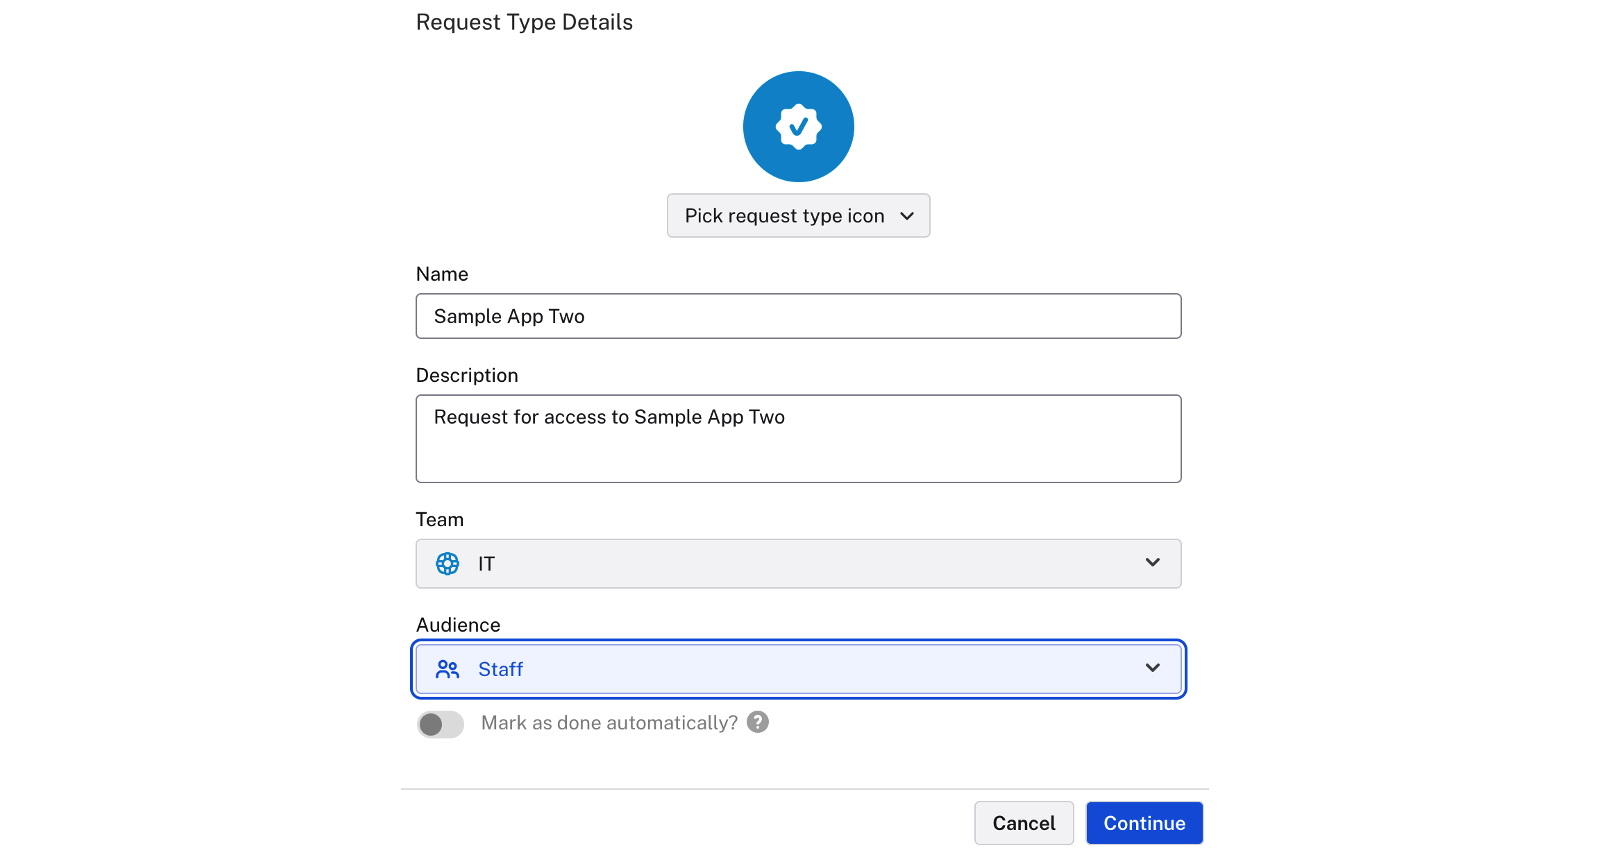 Request Type Details
Pick request type icon
Name
Sample App Two
Description
Request for access to Sample App Two
Team
IT
Audience
Staff
Mark as done automatically? ?
Cancel Continue